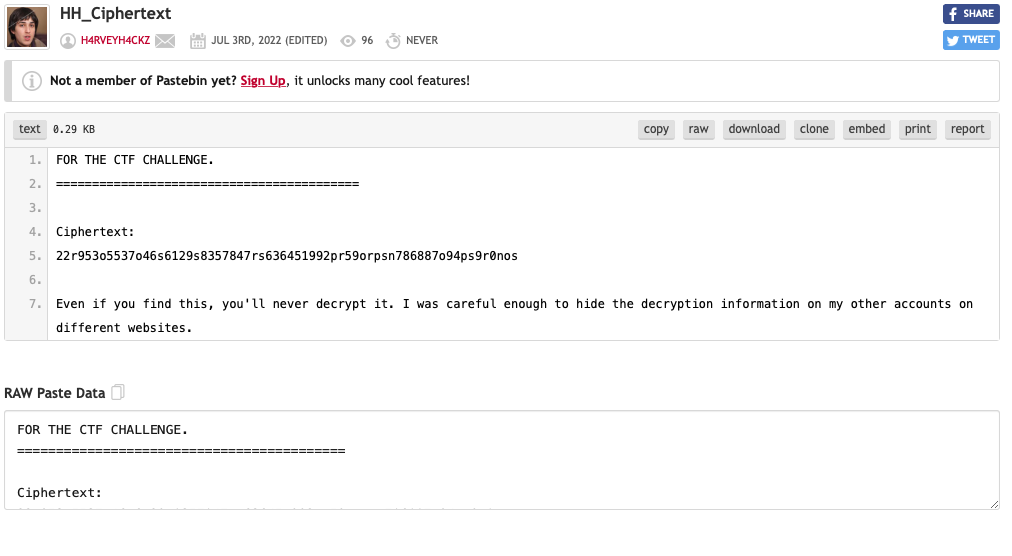 HH_Ciphertext
SHARE
H4RVEYH4CKZ JUL 3RD, 2022 (EDITED) 96 NEVER
TWEET
Not a member of Pastebin yet? Sign Up, it unlocks many cool features!
text 0.29 KB copy raw download clone embed print report
1. FOR THE CTF CHALLENGE.
2. ==========================================
3.
4. Ciphertext:
5. 22r953o5537o46s6129s8357847rs636451992pr59orpsn786887o94ps9r0nos
6.
7. Even if you find this, you'll never decrypt it. I was careful enough to hide the decryption information on my other accounts on
different websites.
RAW Paste Data
FOR THE CTF CHALLENGE.
==========================================
Ciphertext: